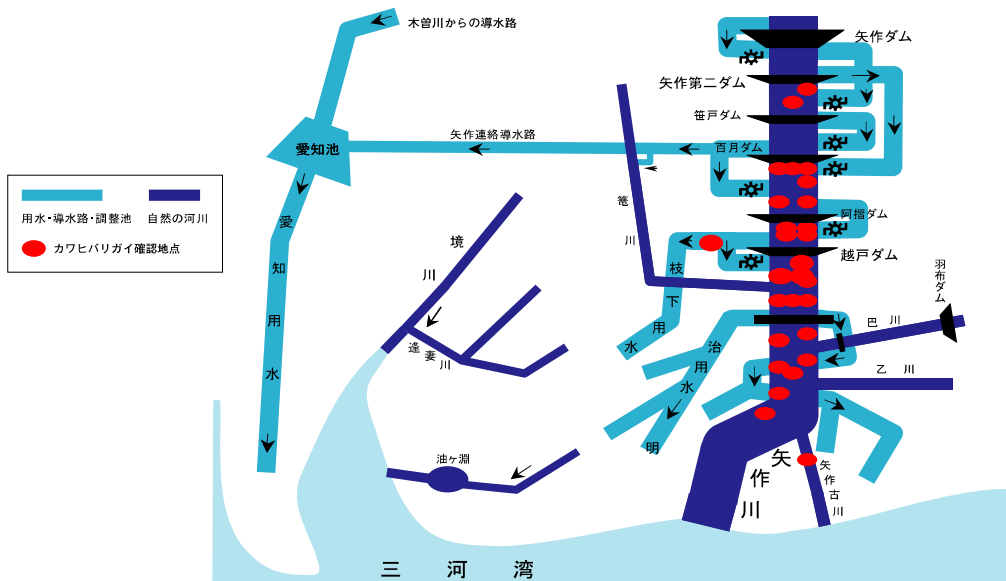 木曽川からの導水路
矢作ダム
矢作第二ダム
笹戸ダム
矢作連絡導水路
百月ダム
愛知池
用水・導水路・調整池
自然の河川
カワヒバリガイ確認地点
愛知用水
境川
逢妻川
篭川
阿摺ダム
越戸ダム
枝下用水
羽布ダム
巴川
乙川
明治用水
油ヶ淵
矢作川
矢作古川
三河湾